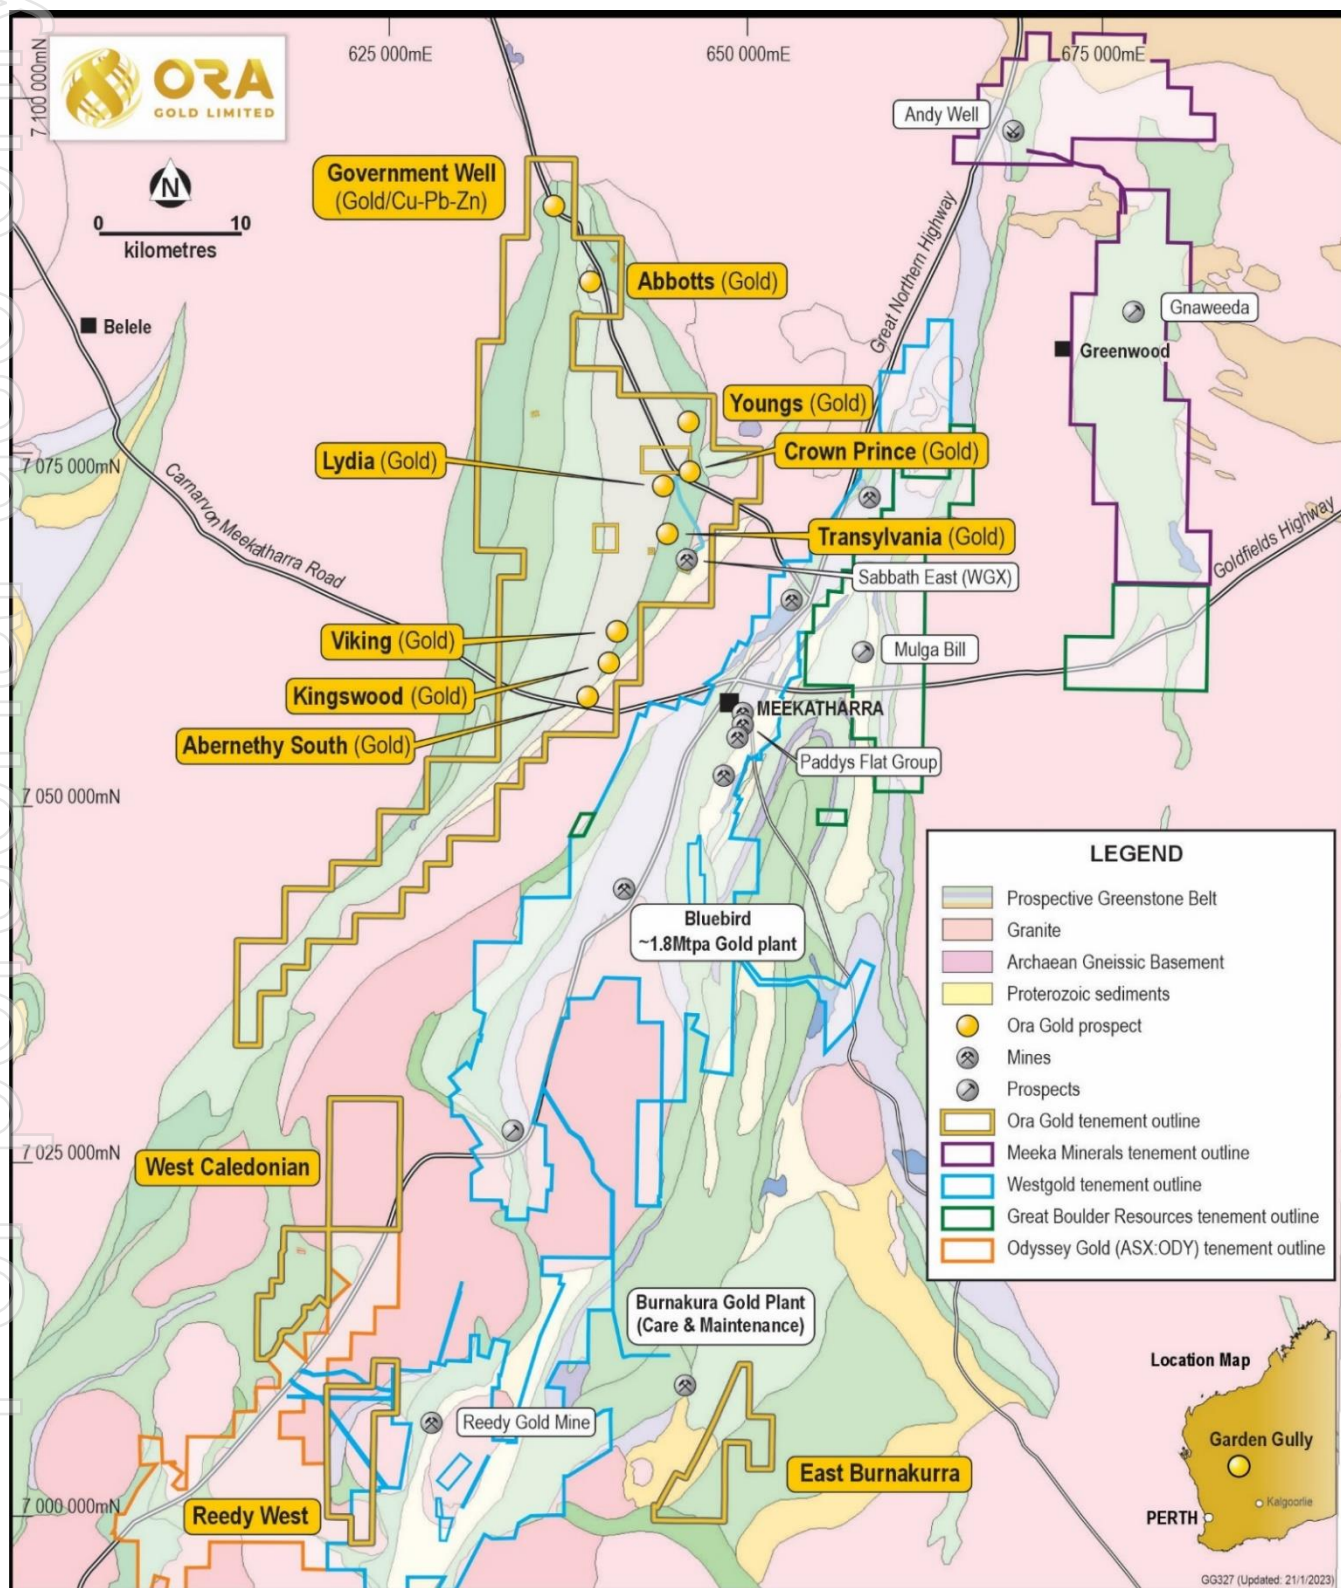 625 000mE
650 000mE
675 000mE
7 100 000mN
ORA
GOLD LIMITED
N
0 10
kilometres
Andy Well
Government Well
(Gold/Cu-Pb-Zn)
Abbotts (Gold)
Great Northern Highway
Gnaweeda
Belele
Greenwood
Youngs (Gold)
Crown Prince (Gold)
Lydia (Gold)
7 075 000mN
Carnarvon Meekatharra Road
Goldfields Highway
Transylvania (Gold)
Sabbath East (WGX)
Viking (Gold)
Mulga Bill
Kingswood (Gold)
MEEKATHARRA
Abernethy South (Gold)
Paddys Flat Group
7 050 000mN
Bluebird
~1.8Mtpa Gold plant
LEGEND
Prospective Greenstone Belt
Granite
Archaean Gneissic Basement
Proterozoic sediments
Ora Gold prospect
Mines
Prospects
Ora Gold tenement outline
Meeka Minerals tenement outline
Westgold tenement outline
Great Boulder Resources tenement outline
Odyssey Gold (ASX:ODY) tenement outline
7 025 000mN
West Caledonian
Burnakura Gold Plant
(Care & Maintenance)
Reedy Gold Mine
East Burnakurra
7 000 000mN
Reedy West
Location Map
Garden Gully
Kalgoorlie
PERTH
GG327 (Updated: 21/1/2023)